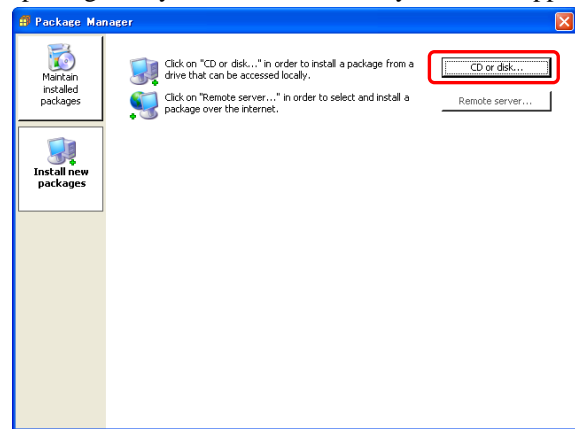 Package Manager
Maintain
installed
packages
Click on "CD or disk..." in order to install a package from a
drive that can be accessed locally.
CD or disk...
Click on "Remote server..." in order to select and install a
package over the internet.
Remote server...
Install new
packages